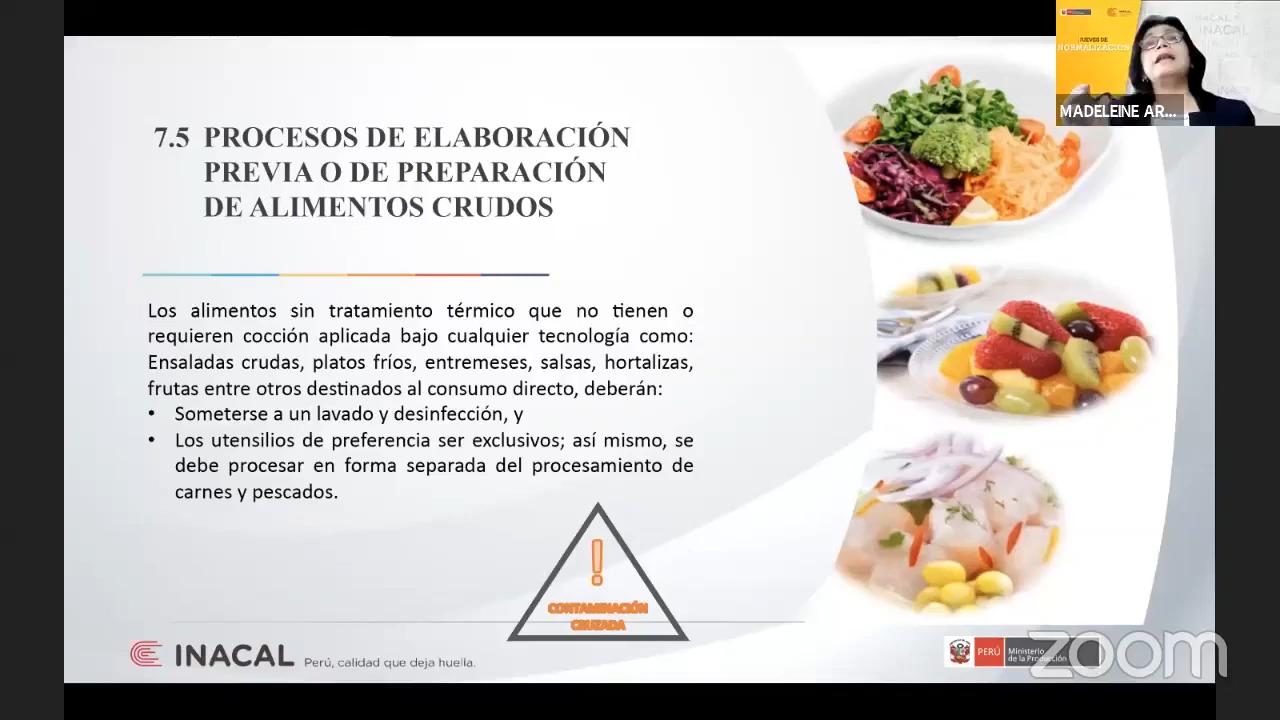 JUEVES DE
NORMALIZACIÓN
INACAL
MADELEINE AR...
7.5 PROCESOS DE ELABORACIÓN
PREVIA O DE PREPARACIÓN
DE ALIMENTOS CRUDOS
Los alimentos sin tratamiento térmico que no tienen o
requieren cocción aplicada bajo cualquier tecnología como:
Ensaladas crudas, platos fríos, entremeses, salsas, hortalizas,
frutas entre otros destinados al consumo directo, deberán:
• Someterse a un lavado y desinfección, y
• Los utensilios de preferencia ser exclusivos; así mismo, se
debe procesar en forma separada del procesamiento de
carnes y pescados.
!
CONTAMINACIÓN
CRUZADA
INACAL Perú, calidad que deja huella.
PERÚ Ministerio
de la Producción
zoom